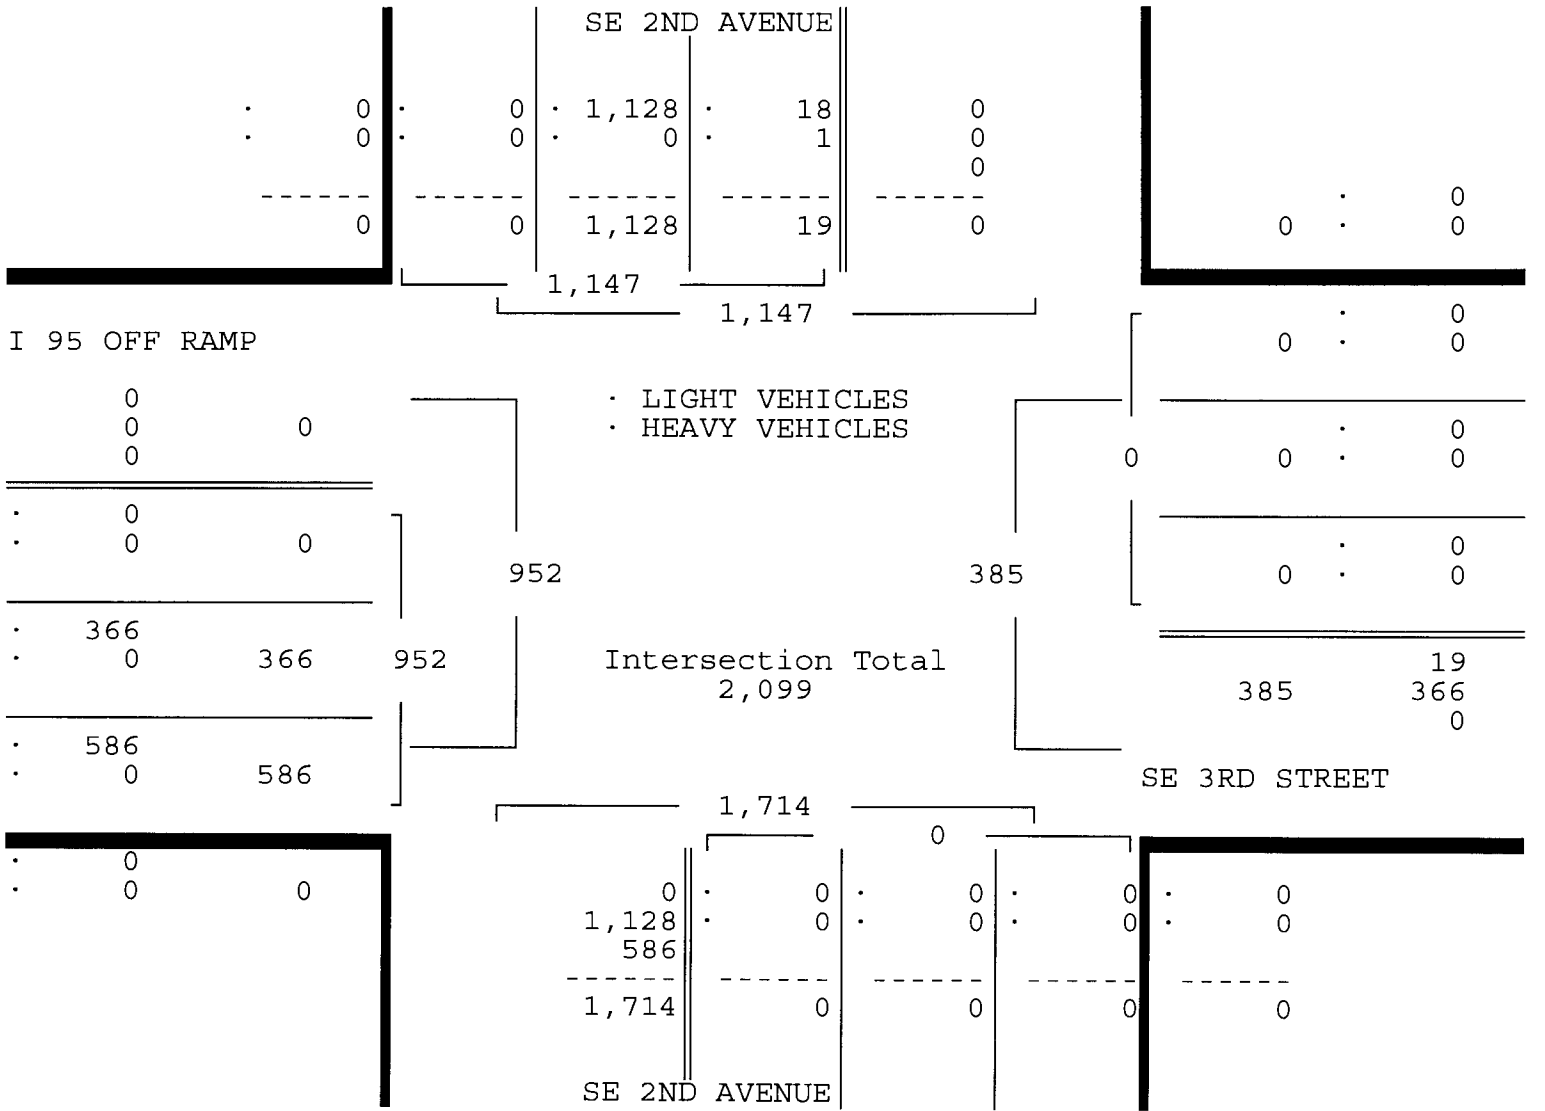 SE 2ND AVENUE
· 0 · 0 · 1,128 · 18 0
· 0 · 0 · 0 · 1 0
0
------ ------ ------ ------ ------ · 0
0 0 1,128 19 0 0 · 0
1,147
1,147 · 0
I 95 OFF RAMP 0 · 0
0 · LIGHT VEHICLES
0 0 · HEAVY VEHICLES · 0
0 0 0 · 0
· 0
· 0 0 · 0
952 385 0 · 0
· 366
· 0 366 952 Intersection Total 19
2,099 385 366
0
· 586
· 0 586 SE 3RD STREET
1,714
0
· 0
· 0 0 0 · 0 · 0 · 0 · 0
1,128 · 0 · 0 · 0 · 0
586
------ ------ ------ ------ ------
1,714 0 0 0 0
SE 2ND AVENUE